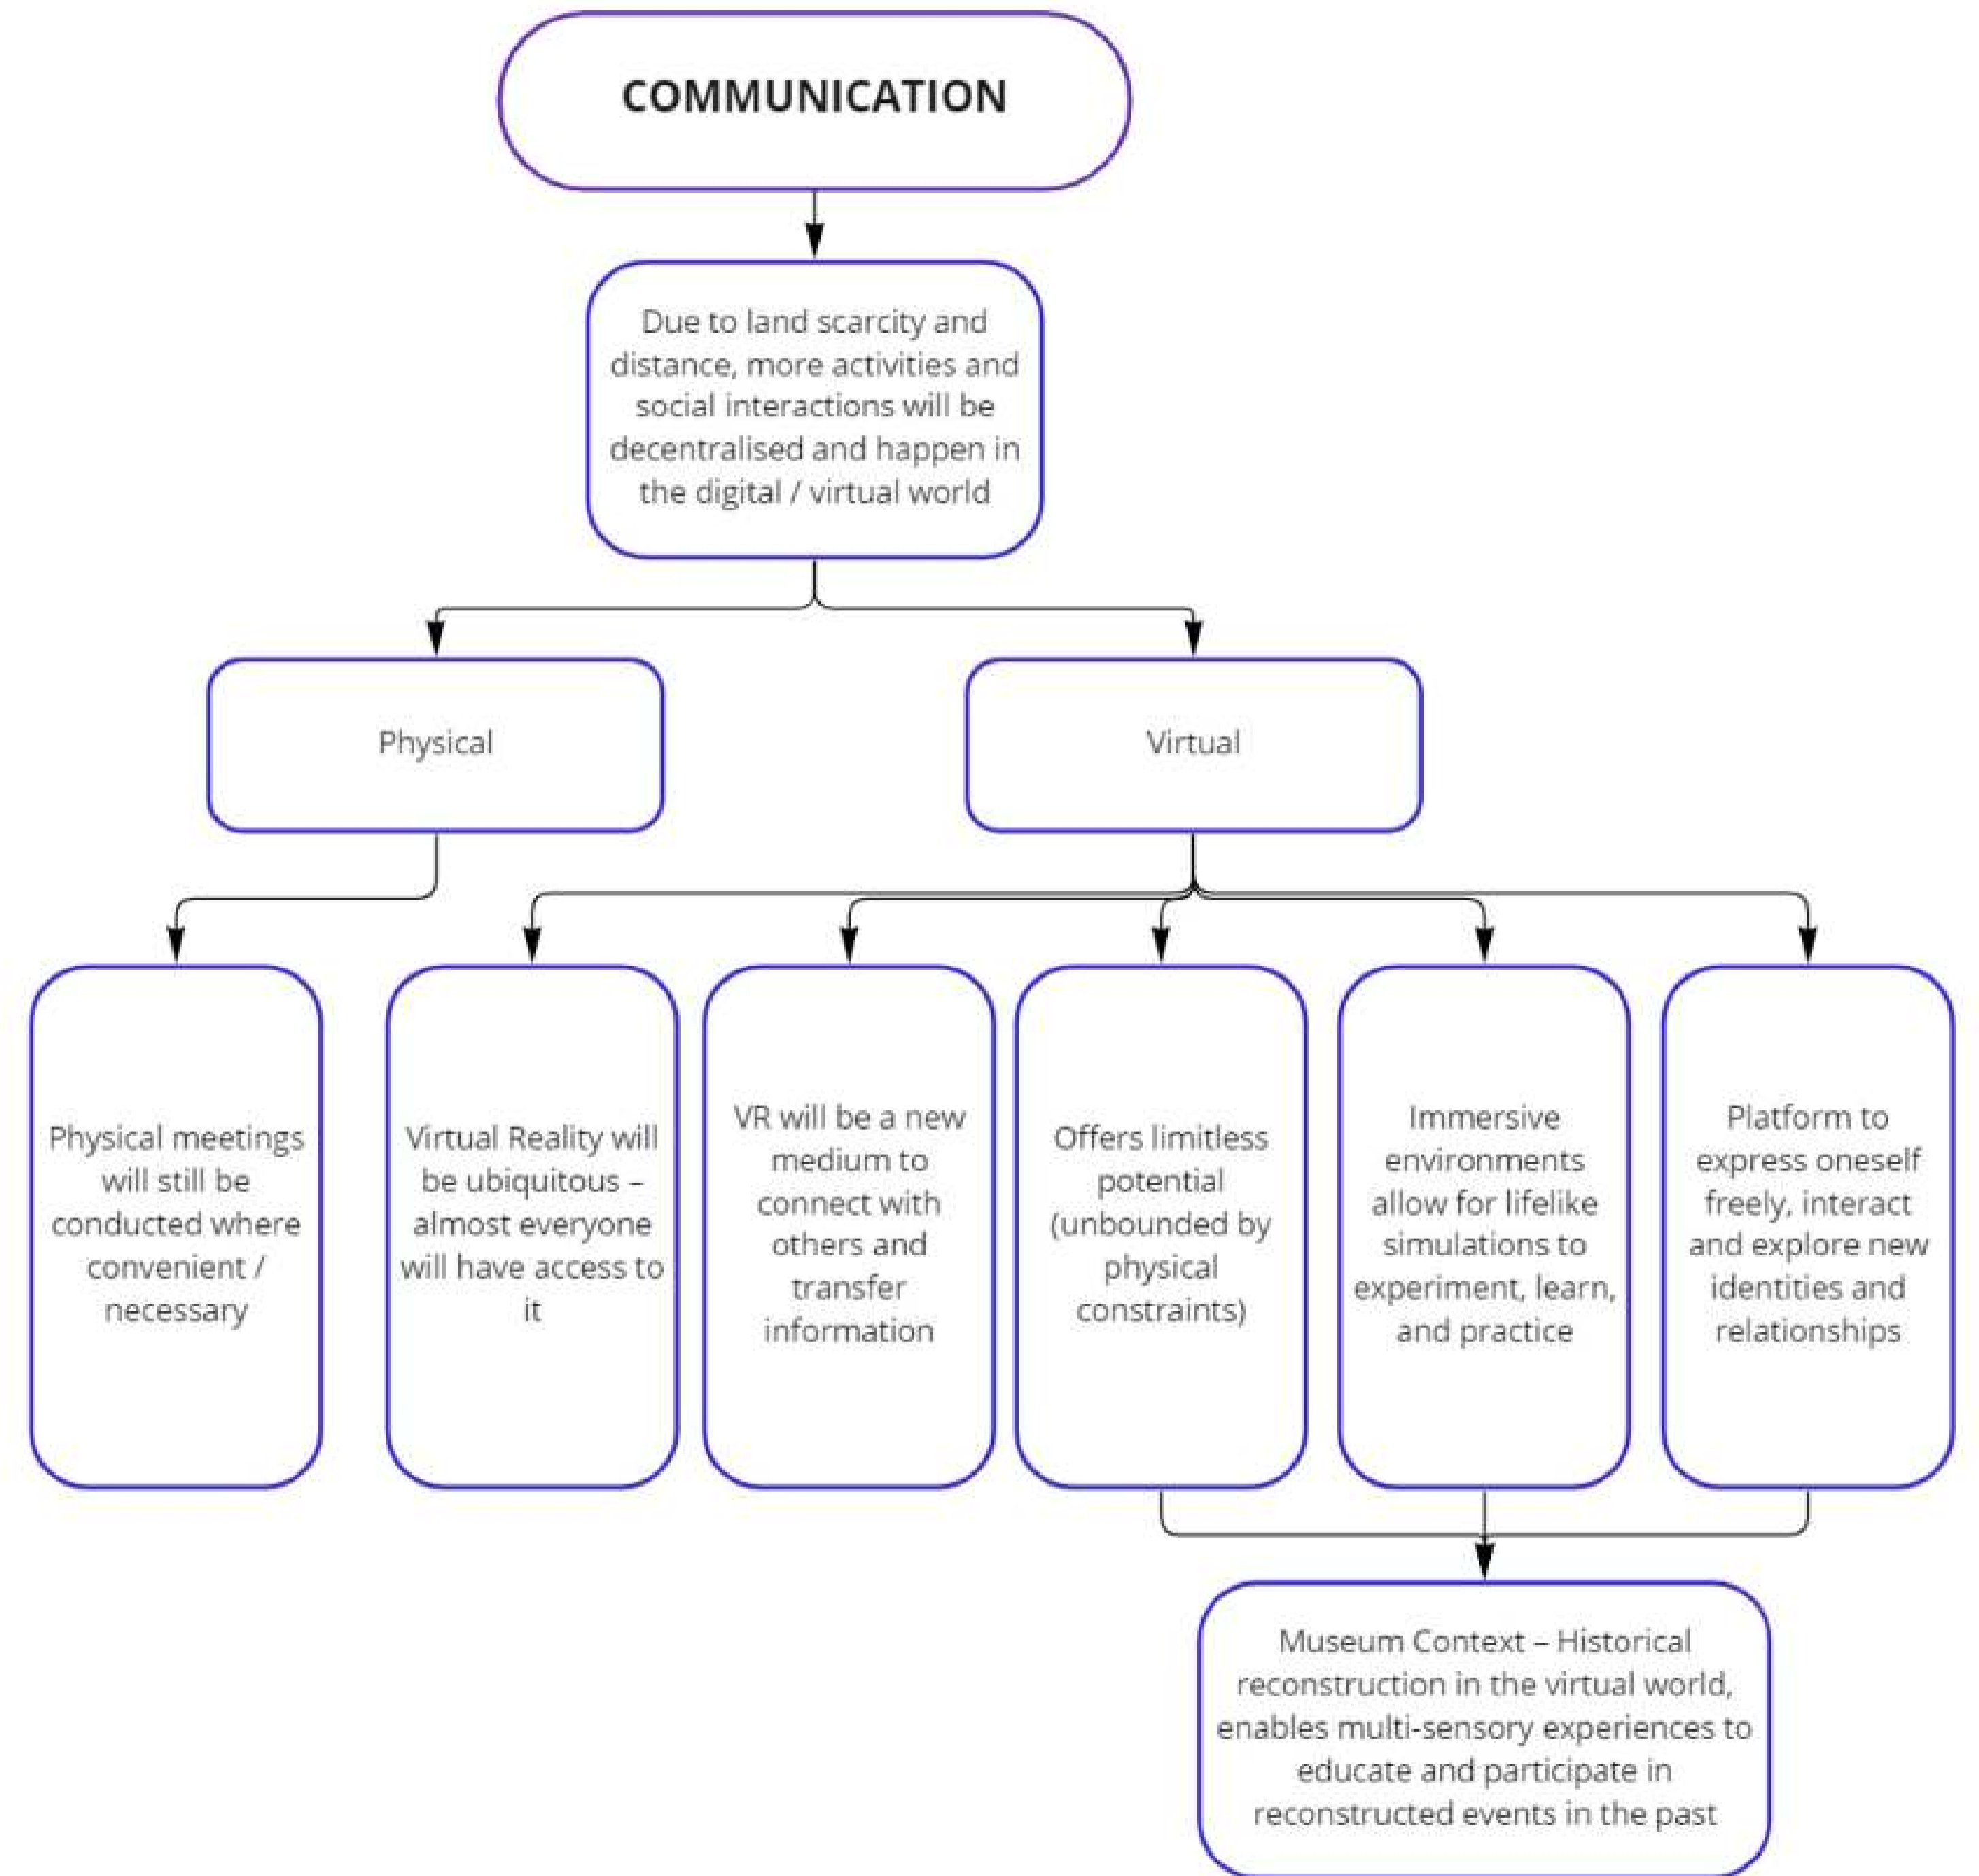 COMMUNICATION
Due to land scarcity and
distance, more activities and
social interactions will be
decentralised and happen in
the digital / virtual world
Physical
Virtual
Physical meetings
will still be
conducted where
convenient /
necessary
Virtual Reality will
be ubiquitous –
almost everyone
will have access to
it
VR will be a new
medium to
connect with
others and
transfer
information
Offers limitless
potential
(unbounded by
physical
constraints)
Immersive
environments
allow for lifelike
simulations to
experiment, learn,
and practice
Platform to
express oneself
freely, interact
and explore new
identities and
relationships
Museum Context – Historical
reconstruction in the virtual world,
enables multi-sensory experiences to
educate and participate in
reconstructed events in the past